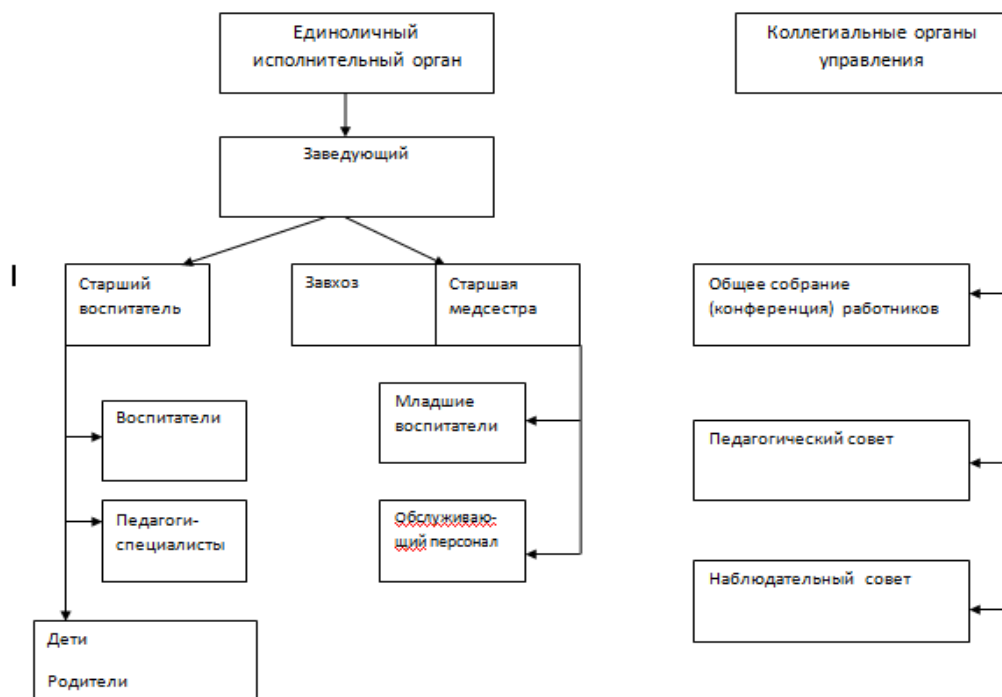 Единоличный
исполнительный орган
Коллегиальные органы
управления
Заведующий
Старший
воспитатель
Завхоз
Старшая
медсестра
Общее собрание
(конференция) работников
Воспитатели
Младшие
воспитатели
Педагогический совет
Педагоги-
специалисты
Обслуживаю-
щий персонал
Наблюдательный совет
Дети
Родители